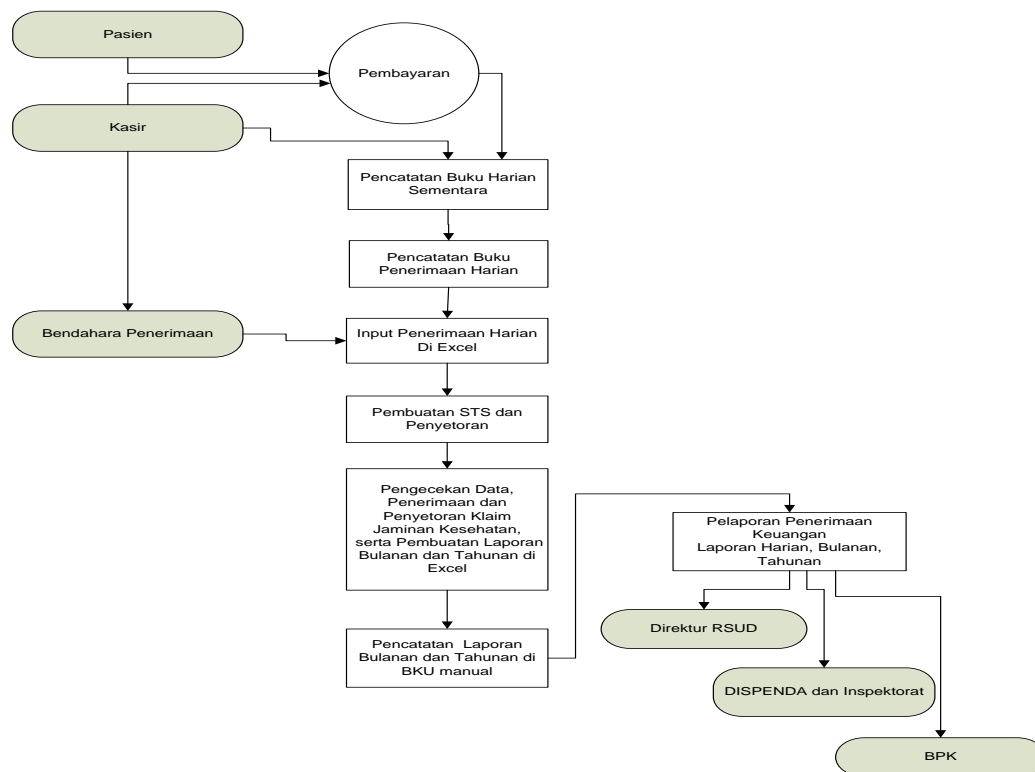 Pasien
Pembayaran
Kasir
Pencatatan Buku Harian
Sementara
Pencatatan Buku
Penerimaan Harian
Bendahara Penerimaan
Input Penerimaan Harian
Di Excel
Pembuatan STS dan
Penyetoran
Pengecekan Data,
Penerimaan dan
Penyetoran Klaim
Jaminan Kesehatan,
serta Pembuatan Laporan
Bulanan dan Tahunan di
Excel
Pelaporan Penerimaan
Keuangan
Laporan Harian, Bulanan,
Tahunan
Pencatatan Laporan
Bulanan dan Tahunan di
BKU manual
Direktur RSUD
DISPENDA dan Inspektorat
BPK